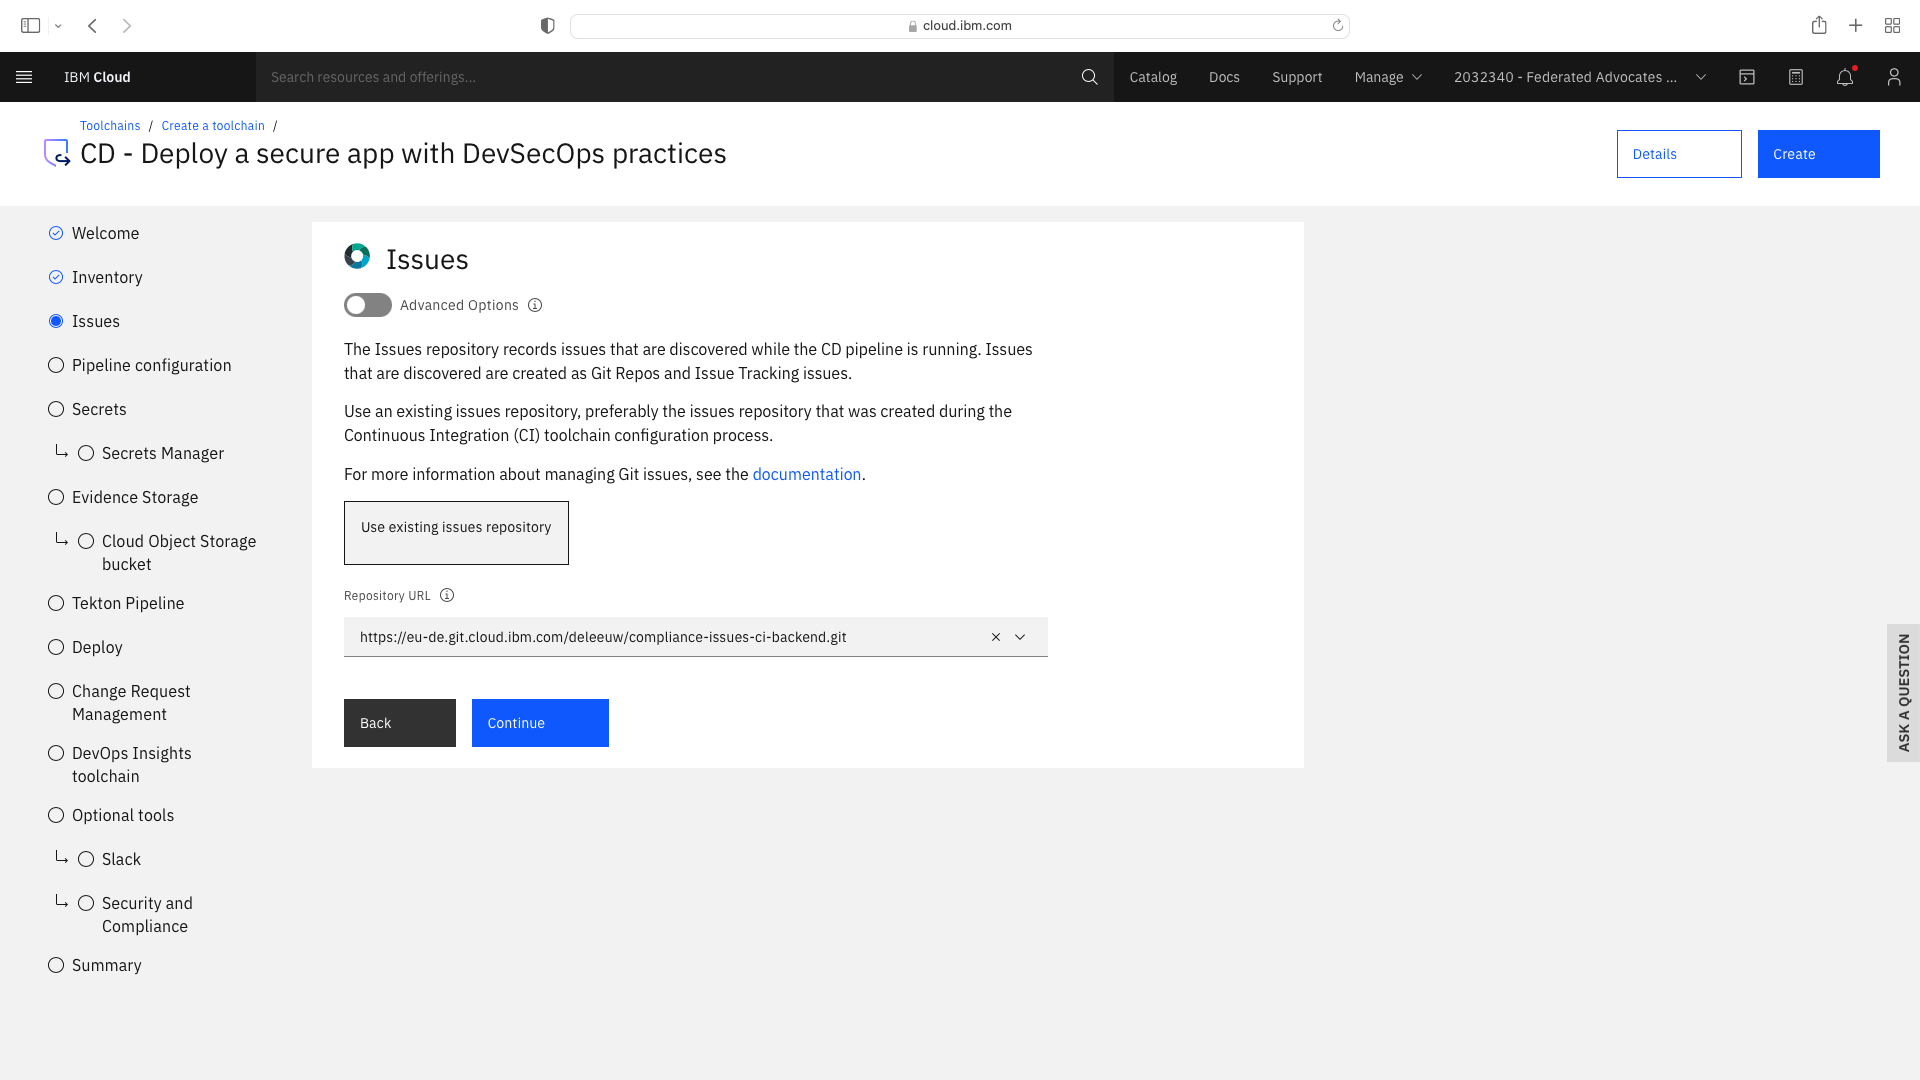 cloud.ibm.com
IBM Cloud
Search resources and offerings...
Catalog
Docs
Support
Manage
2032340 - Federated Advocates ...
Toolchains / Create a toolchain /
CD - Deploy a secure app with DevSecOps practices
Details
Create
Welcome
Inventory
Issues
Pipeline configuration
Secrets
Secrets Manager
Evidence Storage
Cloud Object Storage
bucket
Tekton Pipeline
Deploy
Change Request
Management
DevOps Insights
toolchain
Optional tools
Slack
Security and
Compliance
Summary
Issues
Advanced Options
The Issues repository records issues that are discovered while the CD pipeline is running. Issues
that are discovered are created as Git Repos and Issue Tracking issues.
Use an existing issues repository, preferably the issues repository that was created during the
Continuous Integration (CI) toolchain configuration process.
For more information about managing Git issues, see the documentation.
Use existing issues repository
Repository URL
https://eu-de.git.cloud.ibm.com/deleeuw/compliance-issues-ci-backend.git
Back
Continue
ASK A QUESTION